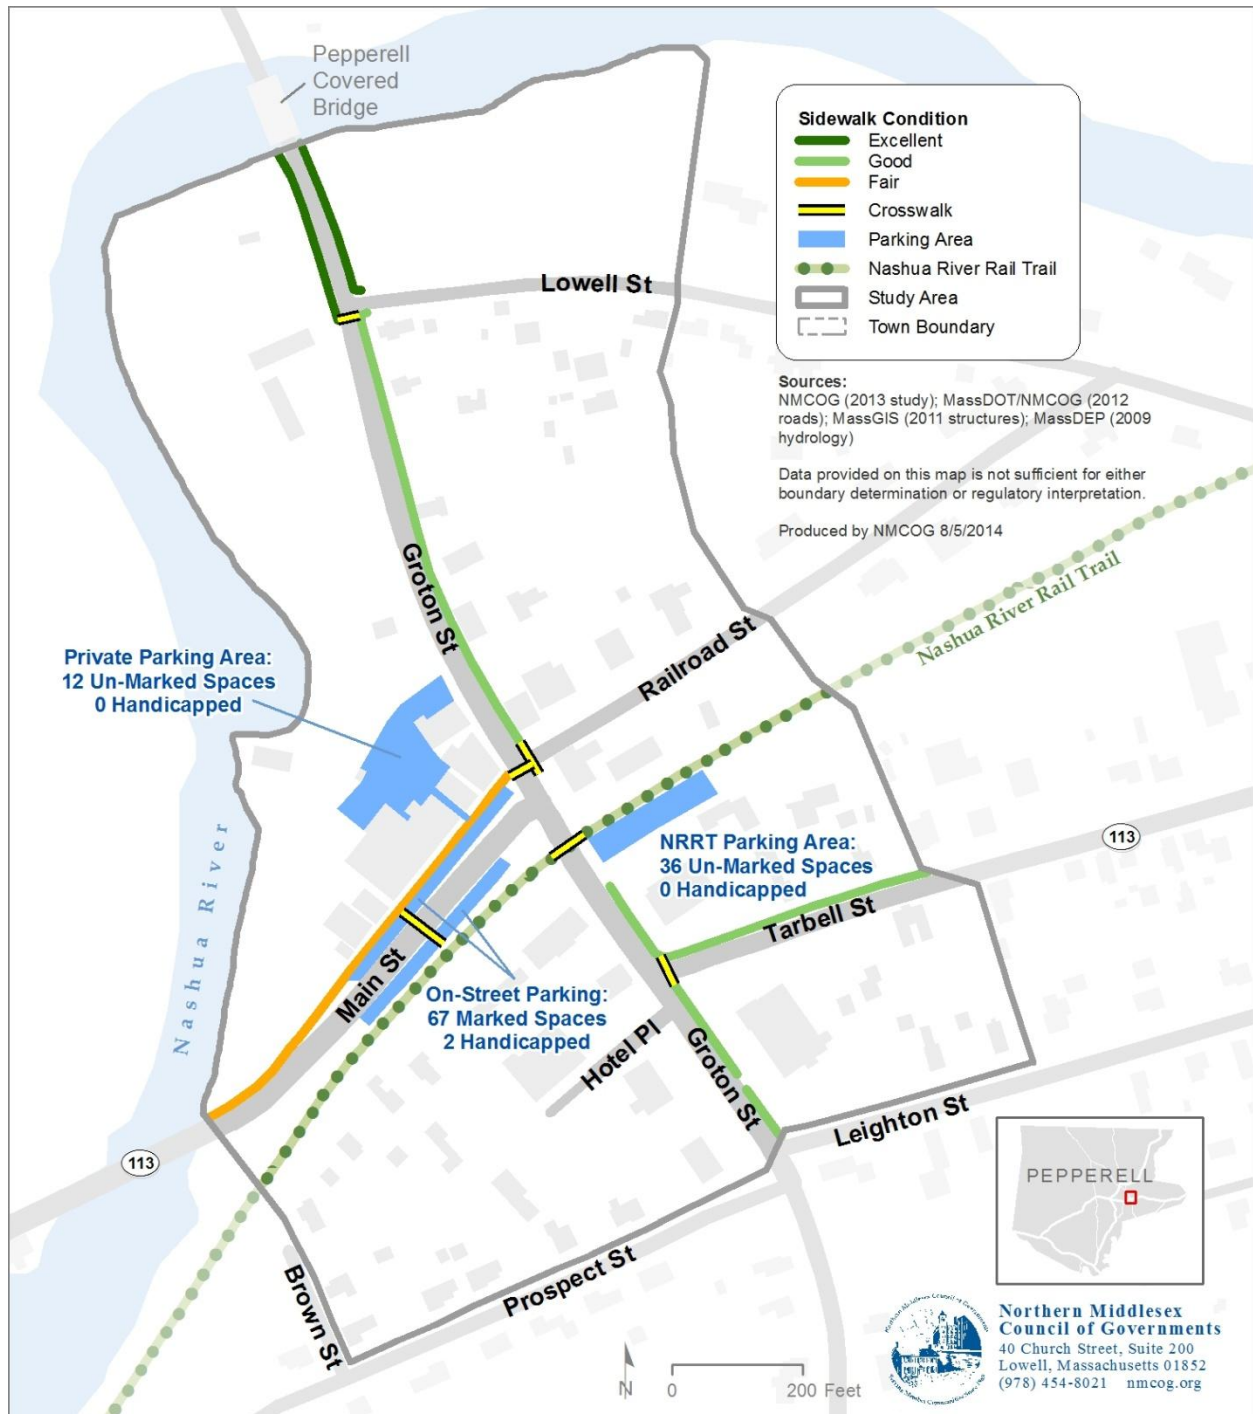 Pepperell
Covered
Bridge
Sidewalk Condition
Excellent
Good
Fair
Crosswalk
Parking Area
Nashua River Rail Trail
Study Area
Town Boundary
Lowell St
Sources:
NMCOG (2013 study); MassDOT/NMCOG (2012
roads); MassGIS (2011 structures); MassDEP (2009
hydrology)
Data provided on this map is not sufficient for either
boundary determination or regulatory interpretation.
Produced by NMCOG 8/5/2014
Groton St
Nashua River Rail Trail
Railroad St
Private Parking Area:
12 Un-Marked Spaces
0 Handicapped
Nashua River
NRRT Parking Area:
36 Un-Marked Spaces
0 Handicapped
113
Tarbell St
Main St
On-Street Parking:
67 Marked Spaces
2 Handicapped
Hotel Pl
Groton St
Leighton St
113
PEPPERELL
Prospect St
Brown St
N
0 200 Feet
Northern Middlesex
Council of Governments
40 Church Street, Suite 200
Lowell, Massachusetts 01852
(978) 454-8021 nmcog.org